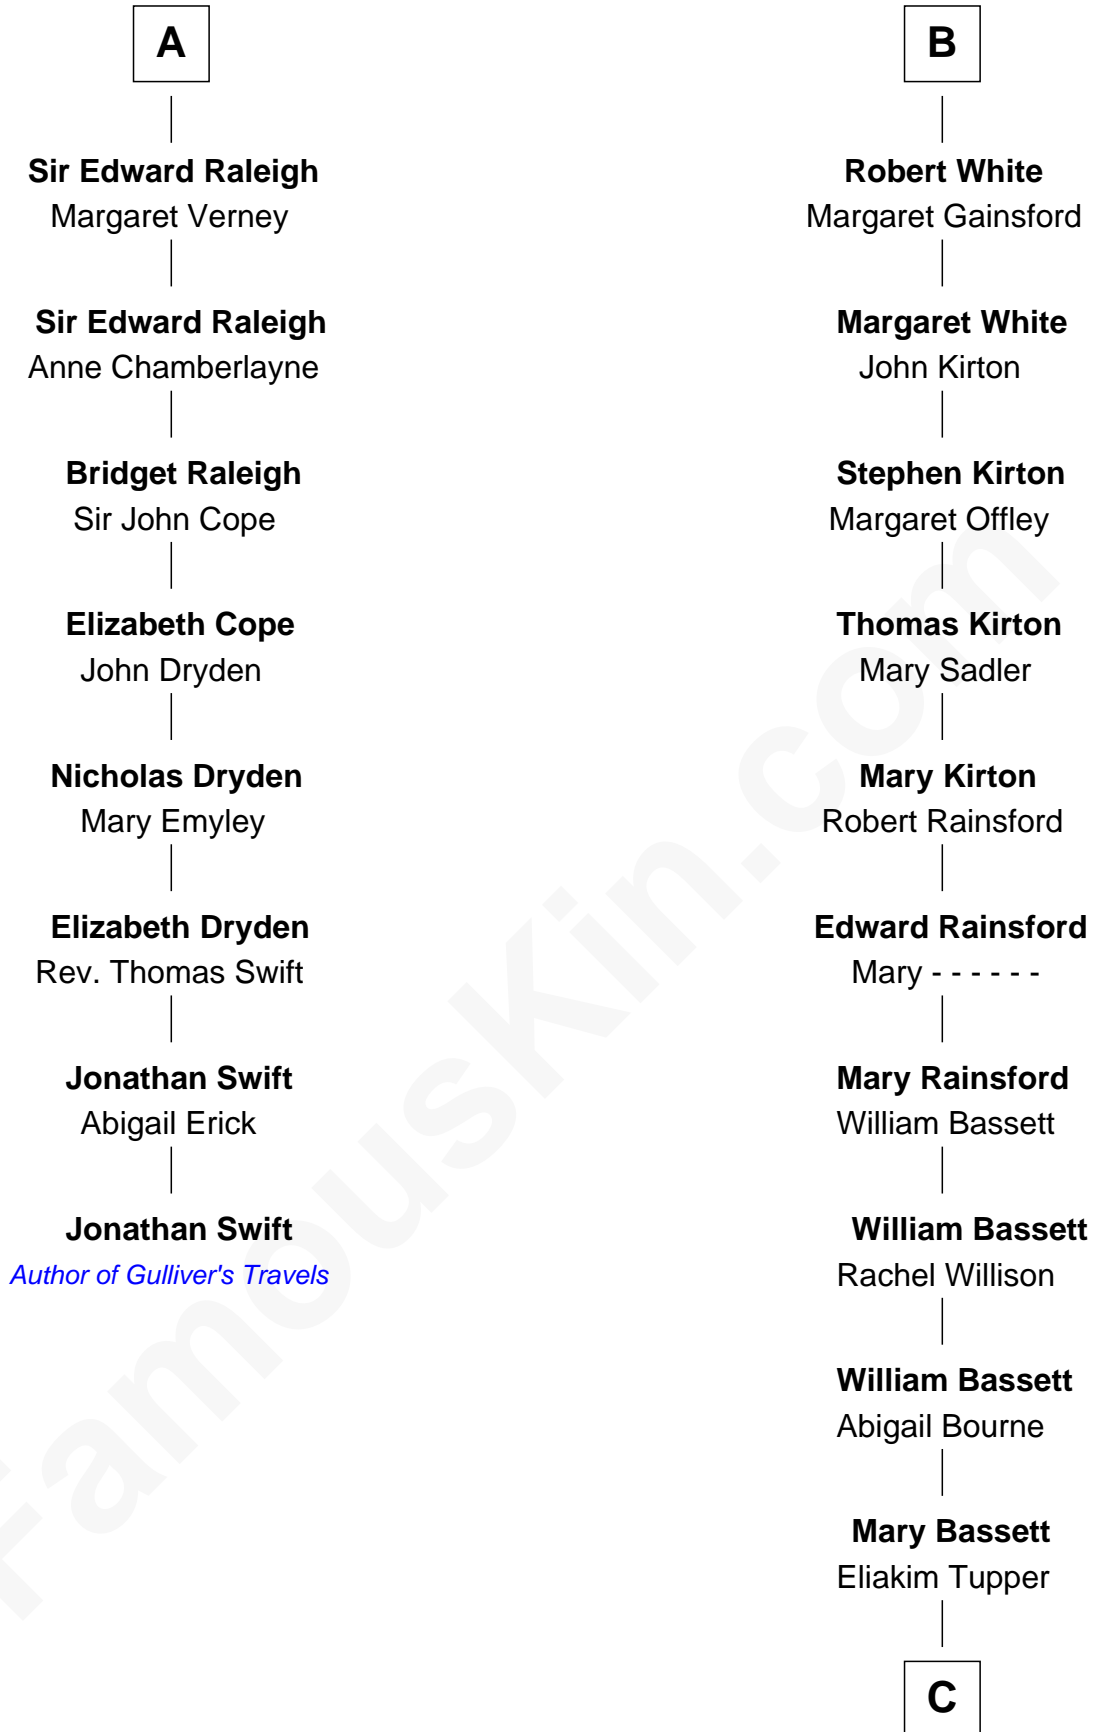 A
Sir Edward Raleigh
Margaret Verney
Sir Edward Raleigh
Anne Chamberlayne
Bridget Raleigh
Sir John Cope
Elizabeth Cope
John Dryden
Nicholas Dryden
Mary Emyley
Elizabeth Dryden
Rev. Thomas Swift
Jonathan Swift
Abigail Erick
Jonathan Swift
Author of Gulliver's Travels
B
Robert White
Margaret Gainsford
Margaret White
John Kirton
Stephen Kirton
Margaret Offley
Thomas Kirton
Mary Sadler
Mary Kirton
Robert Rainsford
Edward Rainsford
Mary - - - - - -
Mary Rainsford
William Bassett
William Bassett
Rachel Willison
William Bassett
Abigail Bourne
Mary Bassett
Eliakim Tupper
C
FamousKin.com